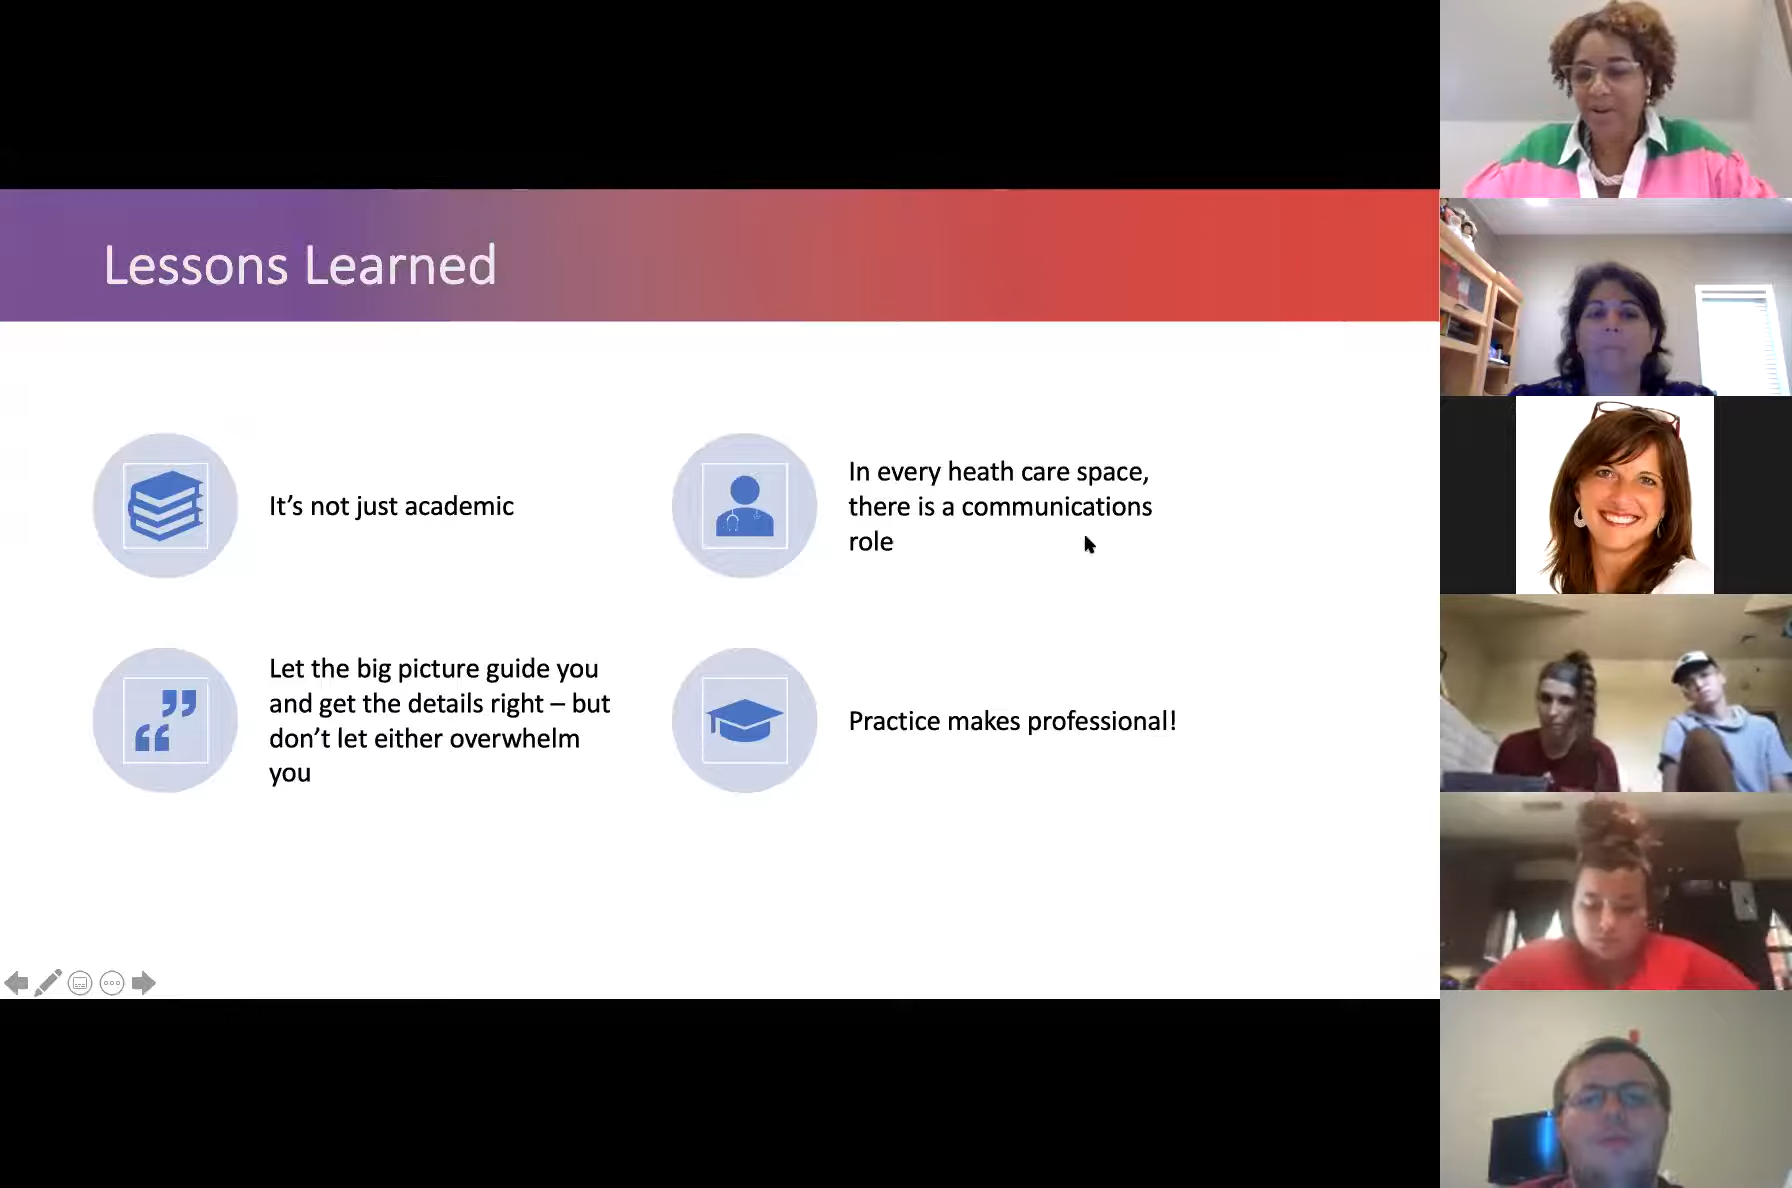 Lessons Learned
It’s not just academic
In every heath care space,
there is a communications
role
Let the big picture guide you
and get the details right – but
don’t let either overwhelm
you
Practice makes professional!